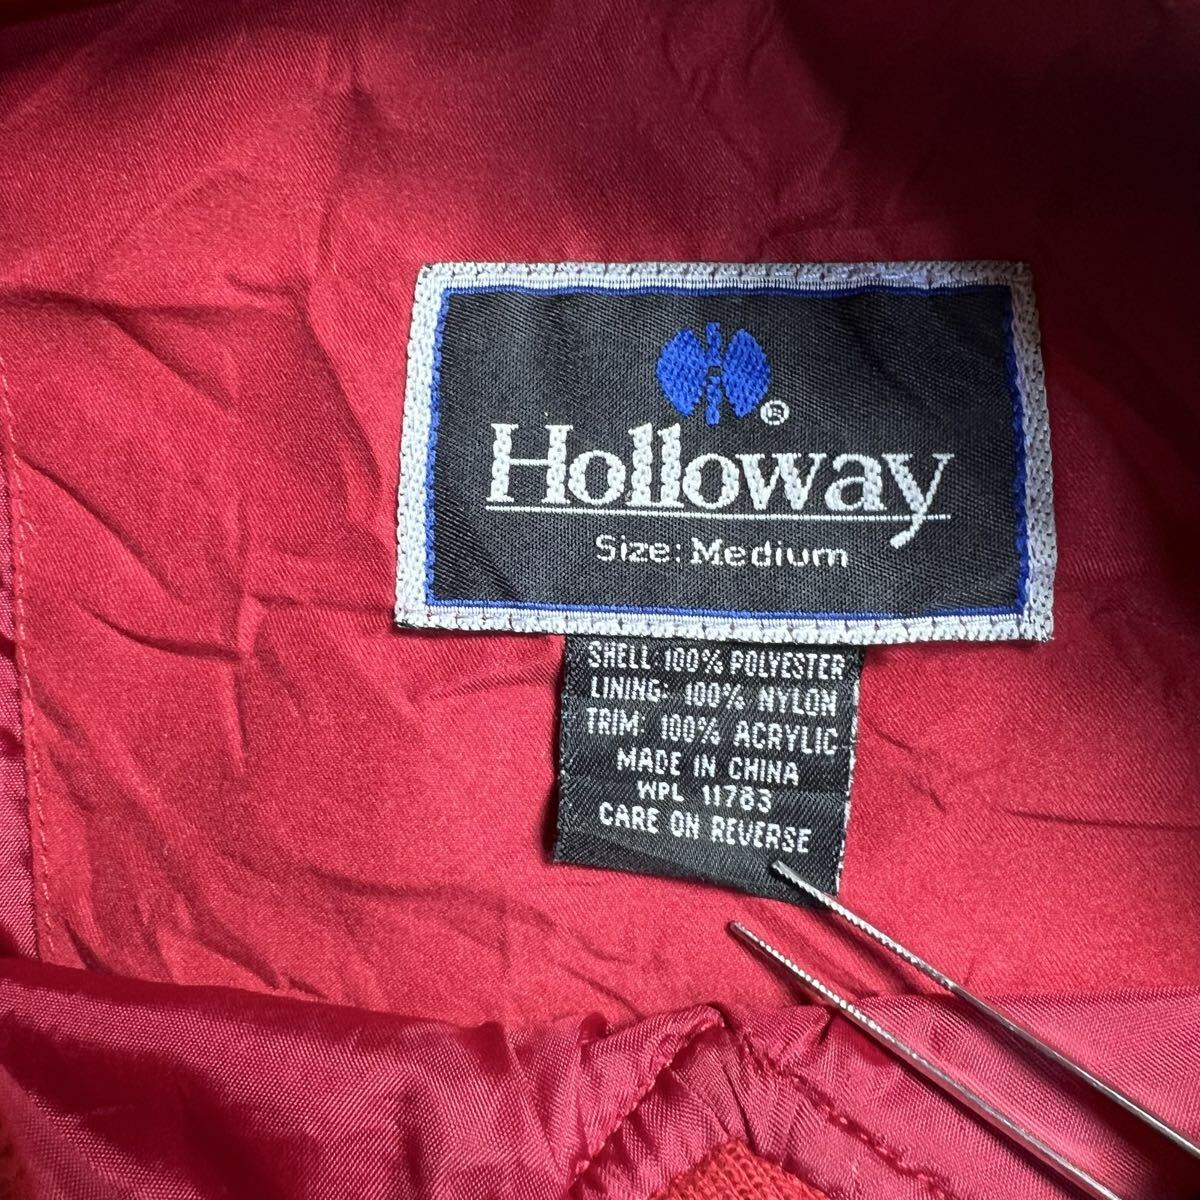 ®
Holloway
Size: Medium
SHELL 100% POLYESTER
LINING: 100% NYLON
TRIM: 100% ACRYLIC
MADE IN CHINA
WPL 11783
CARE ON REVERSE